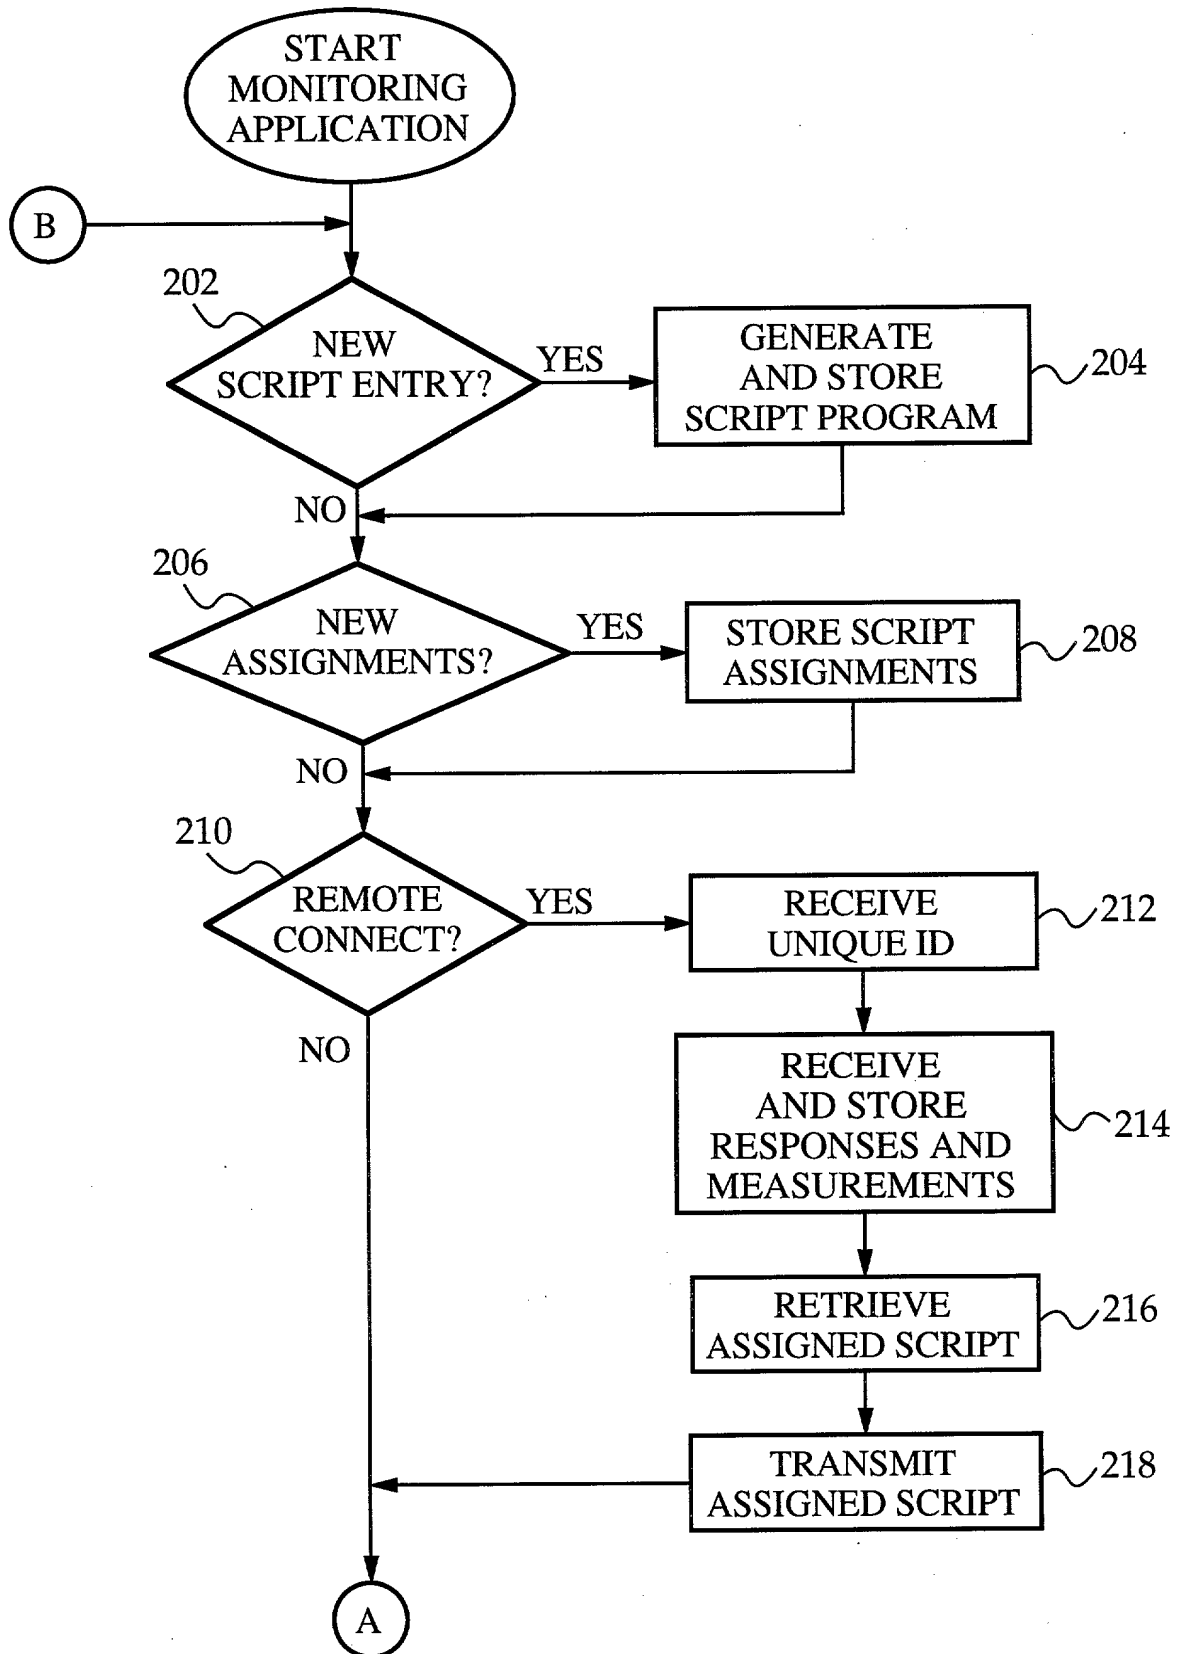 START
MONITORING
APPLICATION
B
202
NEW
SCRIPT ENTRY?
YES
GENERATE
AND STORE
SCRIPT PROGRAM
204
NO
206
NEW
ASSIGNMENTS?
YES
STORE SCRIPT
ASSIGNMENTS
208
NO
210
REMOTE
CONNECT?
YES
RECEIVE
UNIQUE ID
212
NO
RECEIVE
AND STORE
RESPONSES AND
MEASUREMENTS
214
RETRIEVE
ASSIGNED SCRIPT
216
TRANSMIT
ASSIGNED SCRIPT
218
A